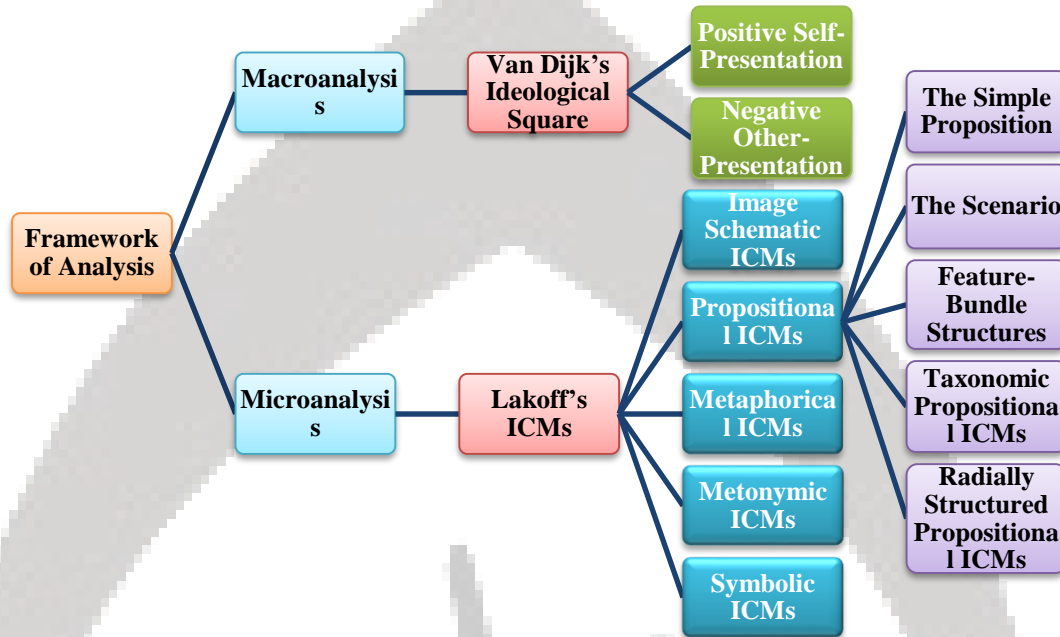 Framework
of Analysis
Macroanalysi
s
Van Dijk's
Ideological
Square
Positive Self-
Presentation
Negative
Other-
Presentation
Microanalysi
s
Lakoff's
ICMs
Image
Schematic
ICMs
Propositiona
l ICMs
Metaphorica
l ICMs
Metonymic
ICMs
Symbolic
ICMs
The Simple
Proposition
The Scenario
Feature-
Bundle
Structures
Taxonomic
Propositiona
l ICMs
Radially
Structured
Propositiona
l ICMs